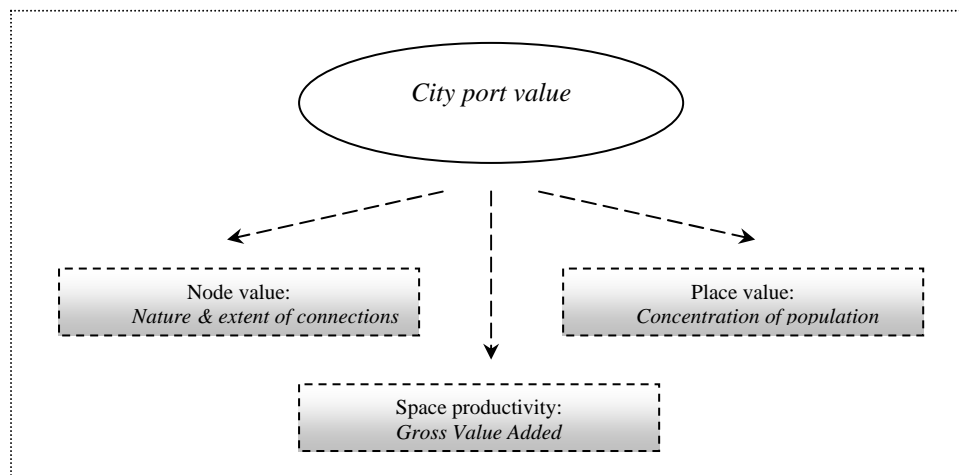 City port value
Node value:
Nature & extent of connections
Place value:
Concentration of population
Space productivity:
Gross Value Added